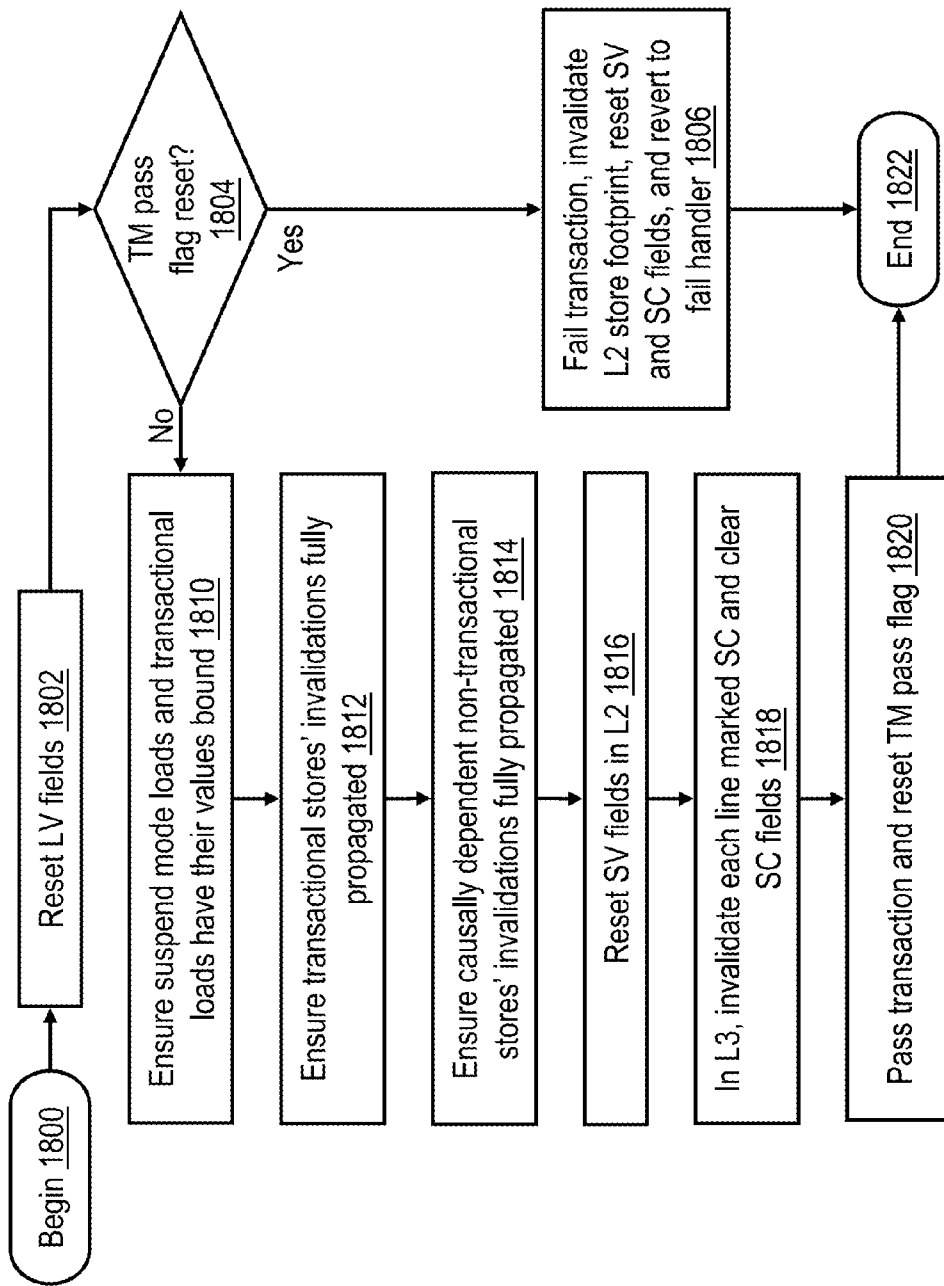 Begin 1800
Reset LV fields 1802
TM pass
flag reset?
1804
No
Yes
Ensure suspend mode loads and transactional
loads have their values bound 1810
Ensure transactional stores' invalidations fully
propagated 1812
Ensure causally dependent non-transactional
stores' invalidations fully propagated 1814
Reset SV fields in L2 1816
In L3, invalidate each line marked SC and clear
SC fields 1818
Pass transaction and reset TM pass flag 1820
Fail transaction, invalidate
L2 store footprint, reset SV
and SC fields, and revert to
fail handler 1806
End 1822